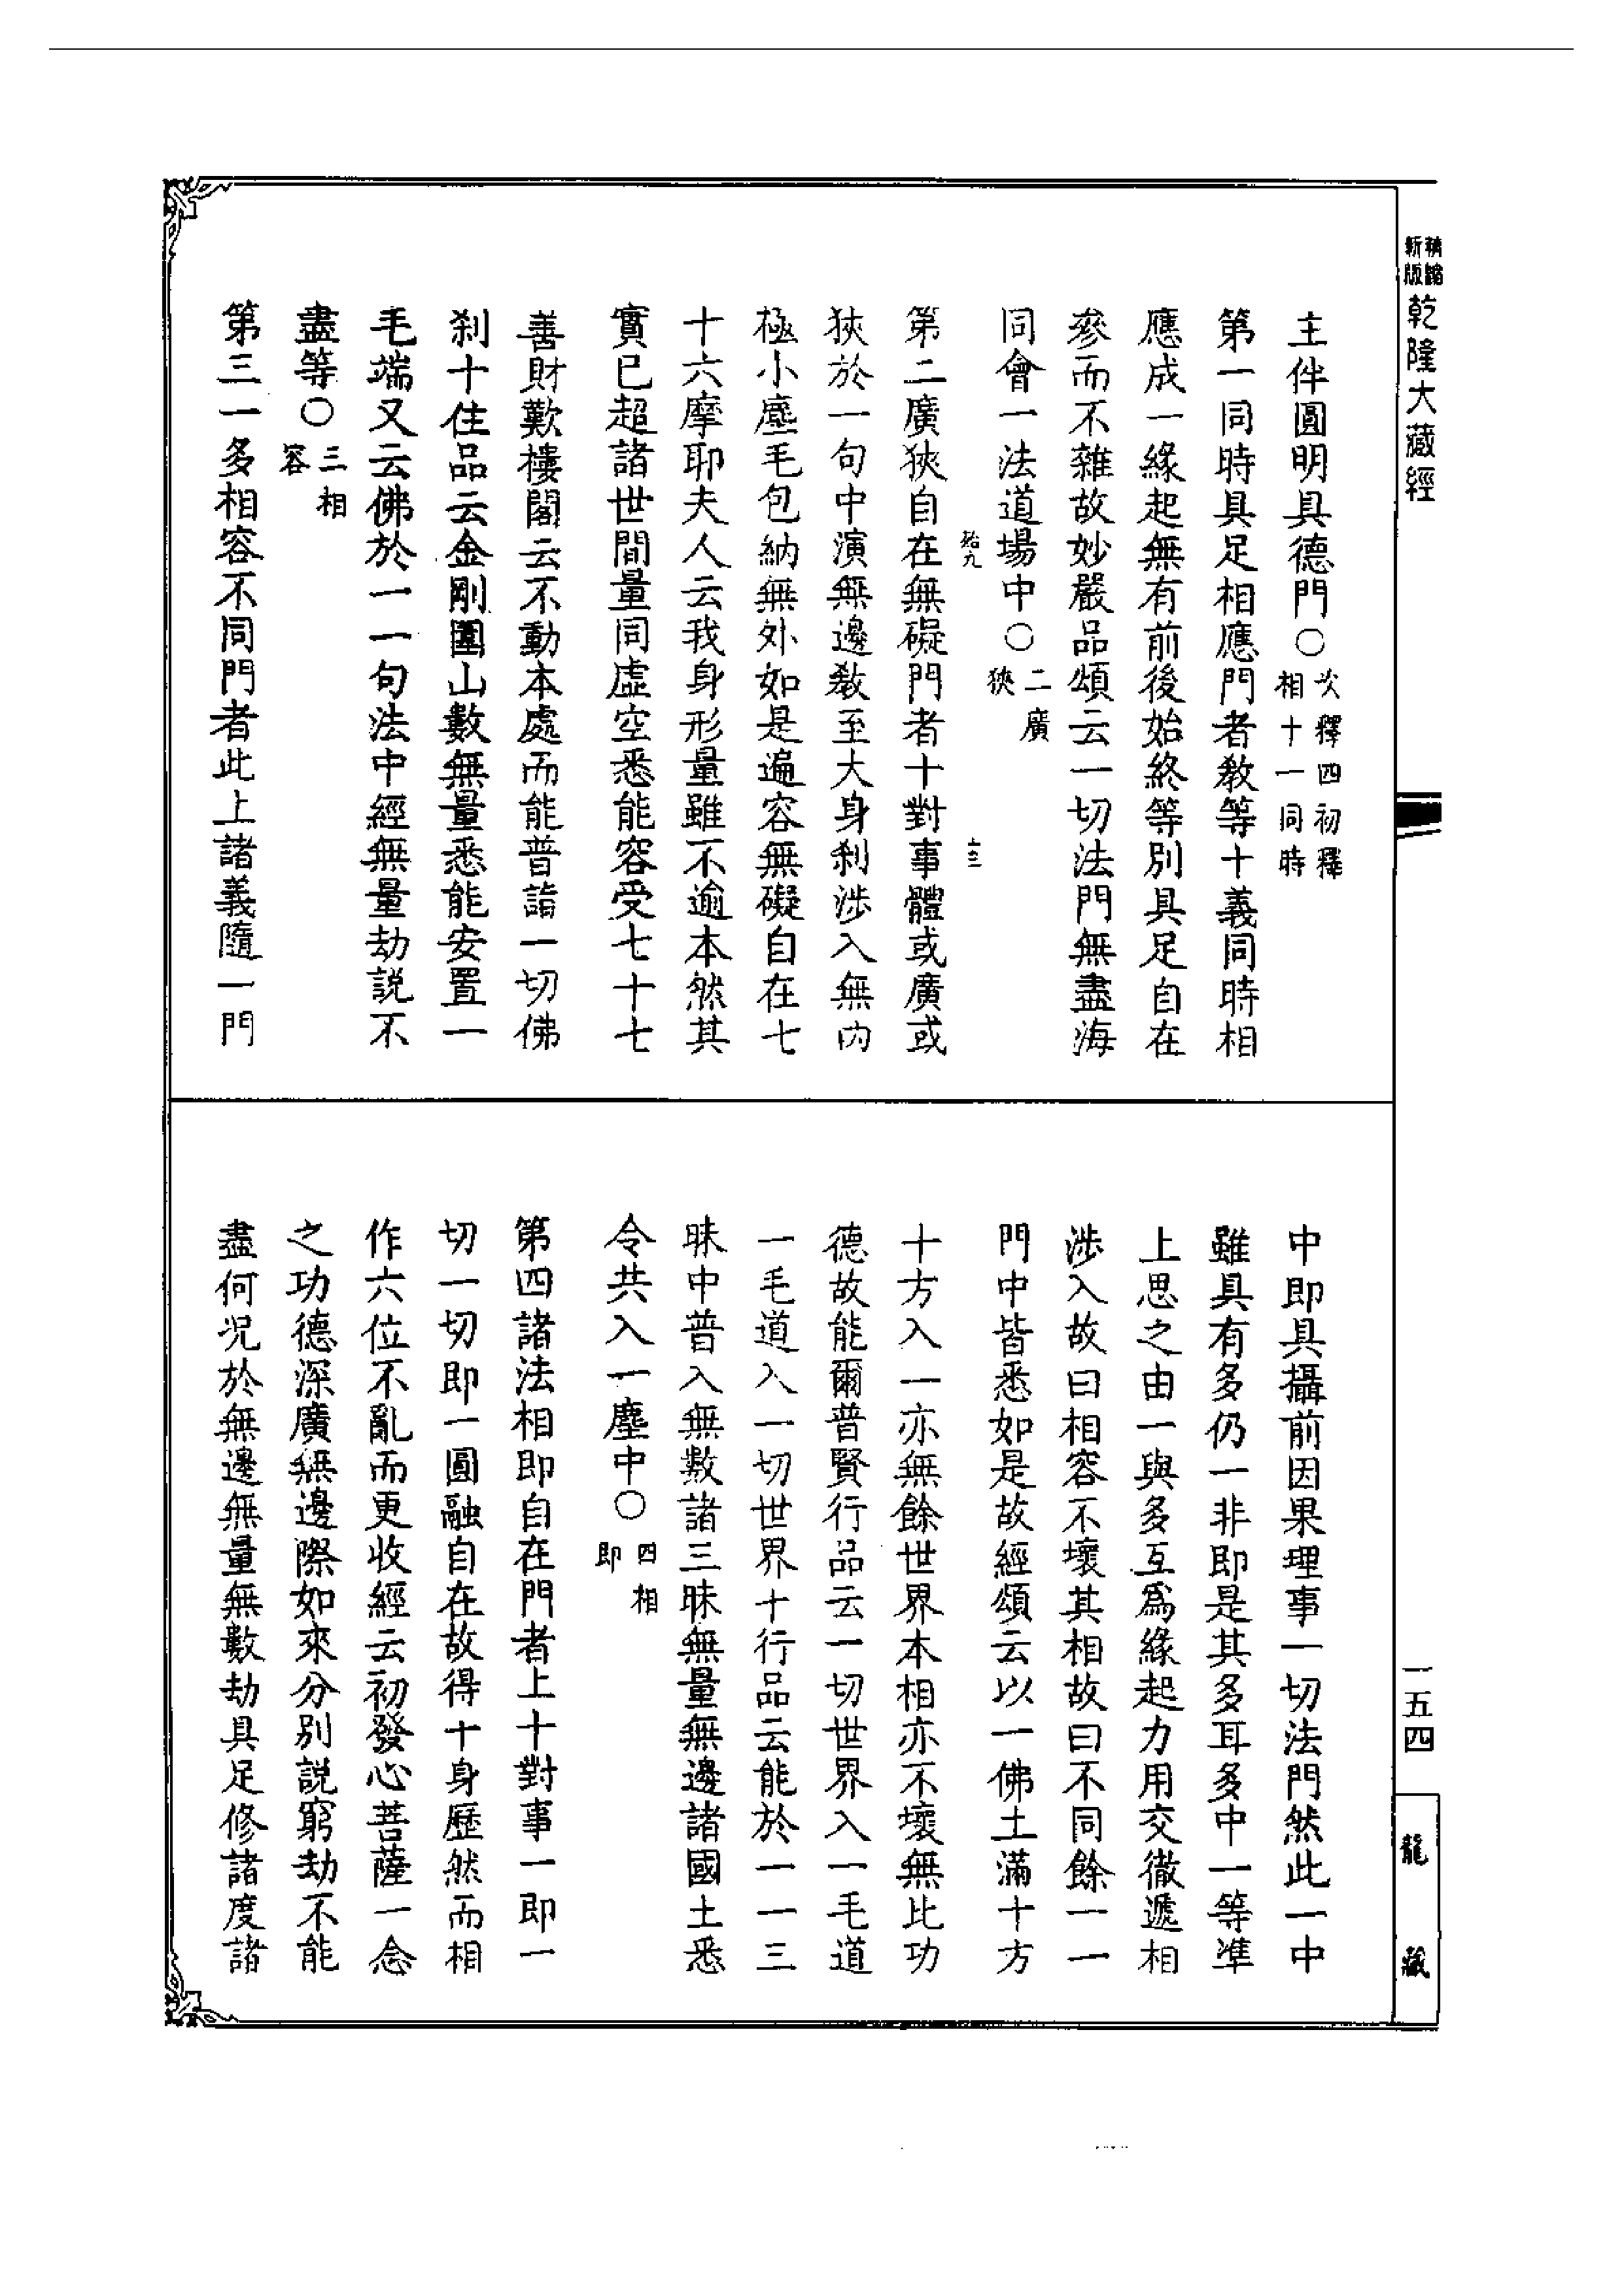 精縮
新版
乾隆大藏經
主伴圓明具德門〇次釋四初釋相十一同時
第一同時具足相應門者教等十義同時相
應成一緣起無有前後始終等別具足自在
參而不雜故妙嚴品頌云一切法門無盡海
同會一法道場中〇二廣狹
第二廣狹自在無礙門者十對事體或廣或
狹於一句中演無邊教至大身剎涉入無內
極小塵毛包納無外如是遍容無礙自在七
十六摩耶夫人云我身形量雖不逾本然其
實已超諸世間量同虛空悉能容受七十七
善財歎樓閣云不動本處而能普詣一切佛
剎十住品云金剛圍山數無量悉能安置一
毛端又云佛於一一句法中經無量劫説不
盡等〇三相容
第三一多相容不同門者此上諸義隨一門
中即具攝前因果理事一切法門然此一中
雖具有多仍一非即是其多耳多中一等準
上思之由一與多互為緣起力用交徹遞相
涉入故曰相容不壞其相故曰不同餘一一
門中皆悉如是故經頌云以一佛土滿十方
十方入一亦無餘世界本相亦不壞無比功
德故能爾普賢行品云一切世界入一毛道
一毛道入一切世界十行品云能於一一三
昧中普入無數諸三昧無量無邊諸國土悉
令共入一塵中〇四相即
第四諸法相即自在門者上十對事一即一
切一切即一圓融自在故得十身歷然而相
作六位不亂而更收經云初發心菩薩一念
之功德深廣無邊際如來分別説窮劫不能
盡何況於無邊無量無數劫具足修諸度諸
一五四
龍藏